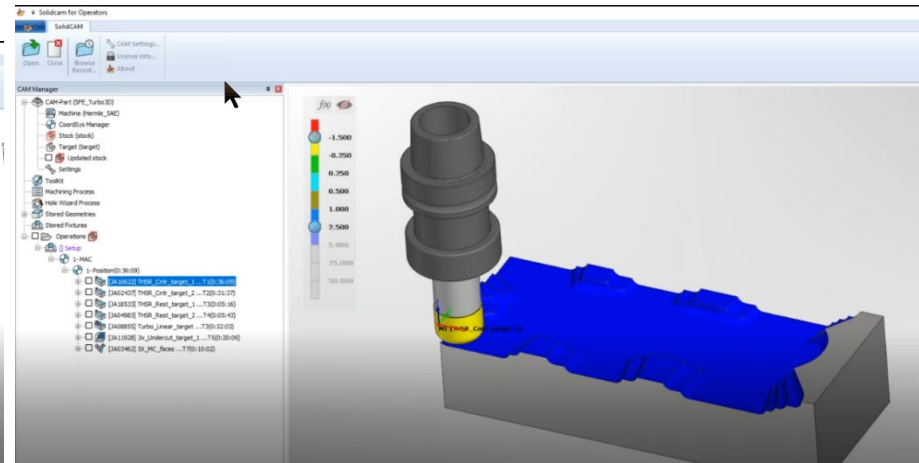 Solidcam for Operators
SolidCAM
Open
Close
Browse
Recent...
CAM Settings...
License Info...
About
CAM Manager
CAM-Part (SFE_Turbo3D)
Machine (Hermle_SAE)
CoordSys Manager
Stock (stock)
Target (target)
Updated stock
Settings
ToolKit
Machining Process
Hole Wizard Process
Stored Geometries
Stored Fixtures
Operations
[] Setup
1- MAC
1- Position(0:36:09)
[JA16622] THSR_Cntr_target_1 ...T1(0:36:09)
[JA02437] THSR_Cntr_target_2 ...T2(0:31:37)
[JA18533] THSR_Rest_target_1 ...T3(0:05:16)
[JA04983] THSR_Rest_target_2 ...T4(0:05:43)
[JA08855] Turbo_Linear_target ...T3(0:32:03)
[JA11928] 3x_Undercut_target_1 ...T5(0:20:09)
[JA03462] 5X_MC_faces ...T7(0:10:02)
f(x)
-1.500
-0.250
0.250
0.500
1.000
2.500
5.000
25.000
50.000